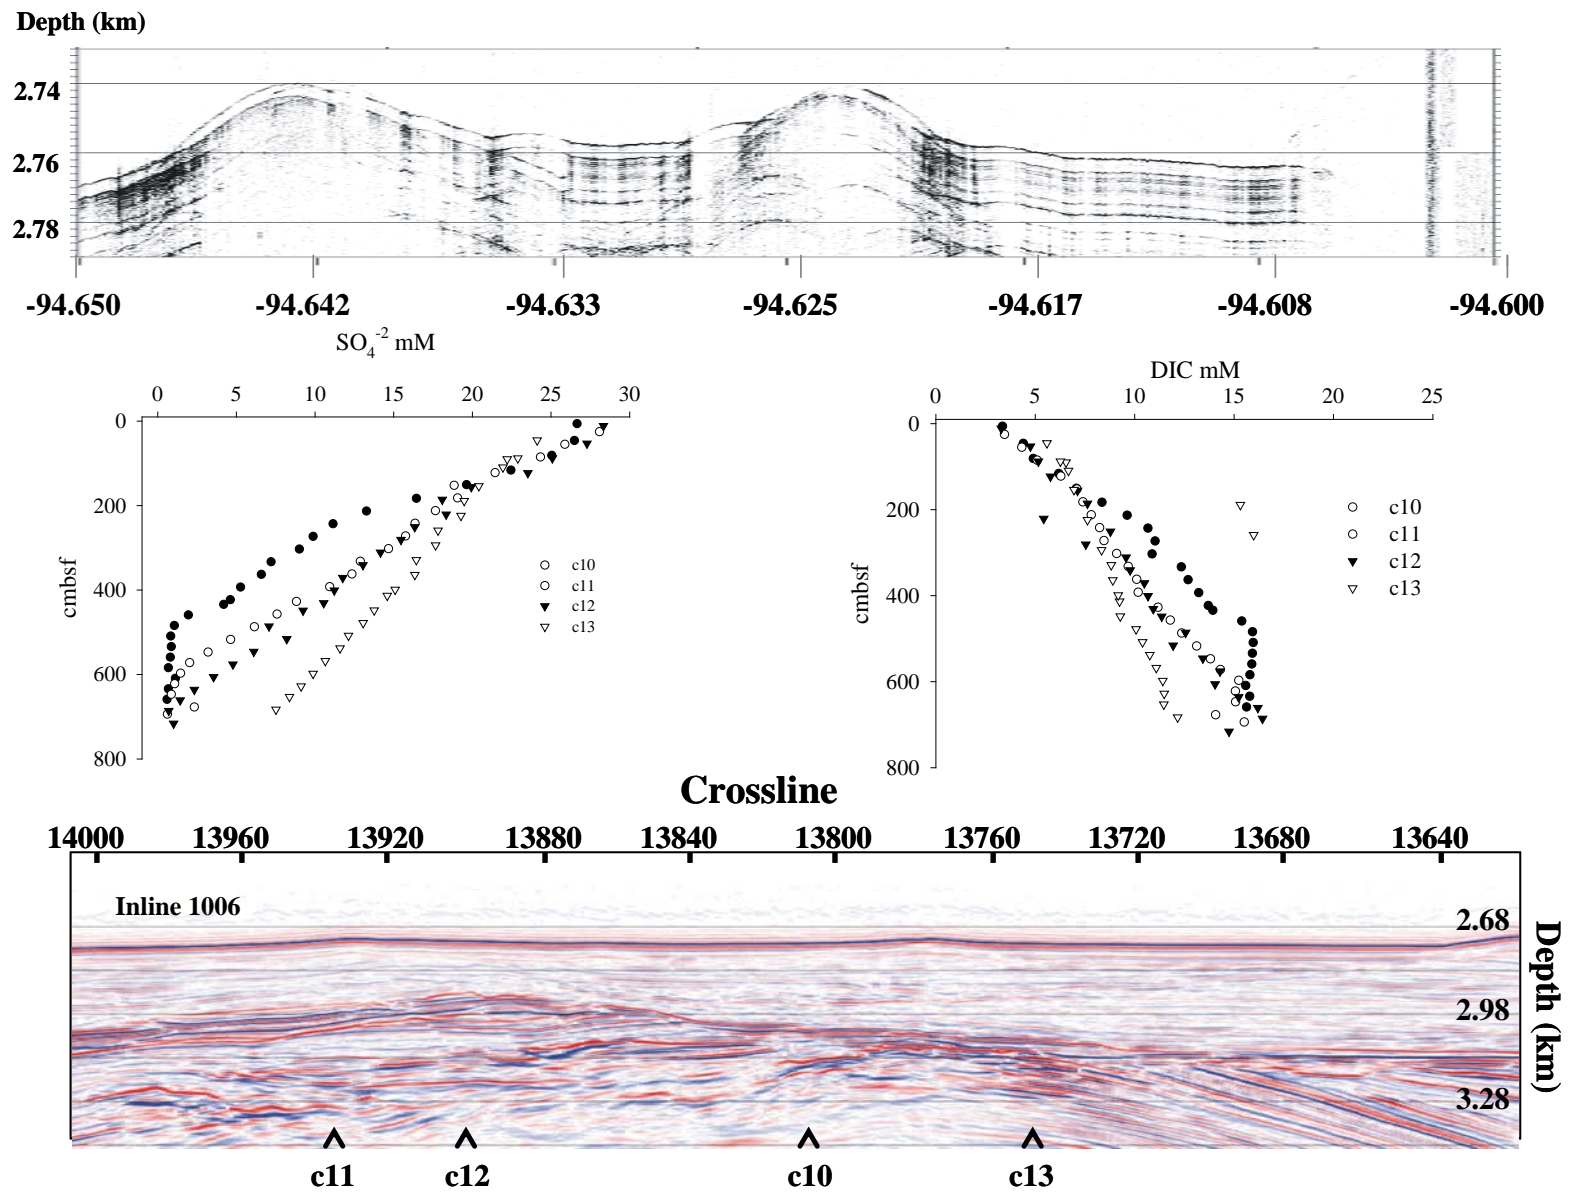 Depth (km)
2.74
2.76
2.78
-94.650 -94.642 -94.633 -94.625 -94.617 -94.608 -94.600
SO4-2 mM
0 5 10 15 20 25 30
0
200
400
600
800
cmbsf
c10
c11
c12
c13
DIC mM
0 5 10 15 20 25
0
200
400
600
800
cmbsf
c10
c11
c12
c13
Crossline
14000 13960 13920 13880 13840 13800 13760 13720 13680 13640
Inline 1006
2.68
2.98
3.28
Depth (km)
c11 c12 c10 c13